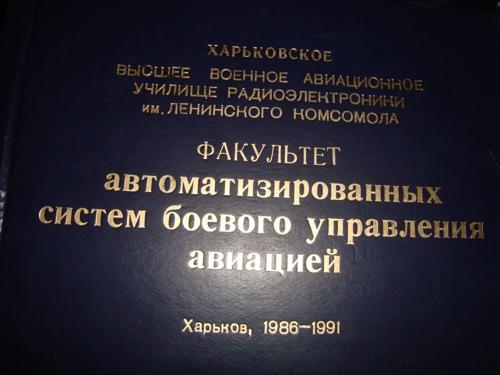 ХАРЬКОВСКОЕ
ВЫСШЕЕ ВОЕННОЕ АВИАЦИОННОЕ
УЧИЛИЩЕ РАДИОЭЛЕКТРОНИКИ
им. ЛЕНИНСКОГО КОМСОМОЛА
ФАКУЛЬТЕТ
автоматизированных
систем боевого управления
авиацией
Харьков, 1986—1991